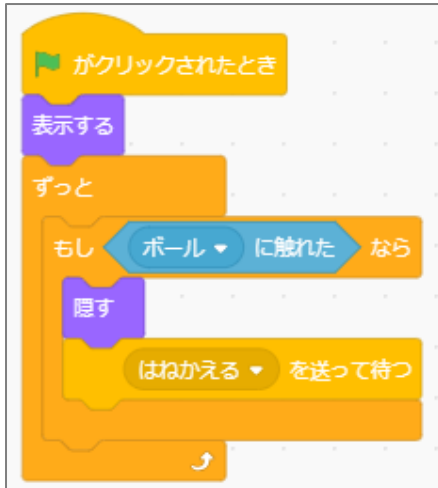 がクリックされたとき
表示する
ずっと
もし ボール に触れた なら
隠す
はねかえる を送って待つ